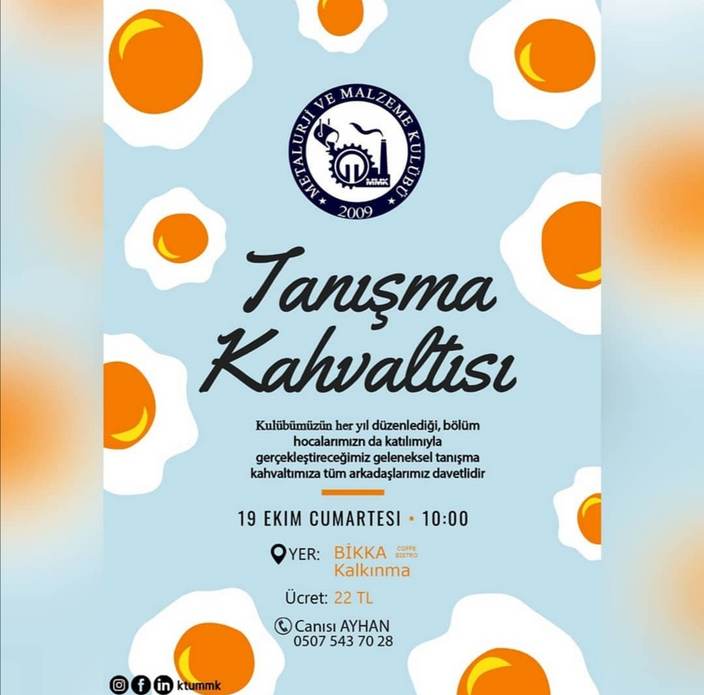 METALURJİ VE MALZEME KULÜBÜ
MMK
2009
Tanışma
Kahvaltısı
Kulübümüzün her yıl düzenlediği, bölüm
hocalarımızn da katılımıyla
gerçekleştireceğimiz geleneksel tanışma
kahvaltımıza tüm arkadaşlarımız davetlidir
19 EKIM CUMARTESI • 10:00
YER: BİKKA COFFE BISTRO
Kalkınma
Ücret: 22 TL
Canısı AYHAN
0507 543 70 28
ktummk